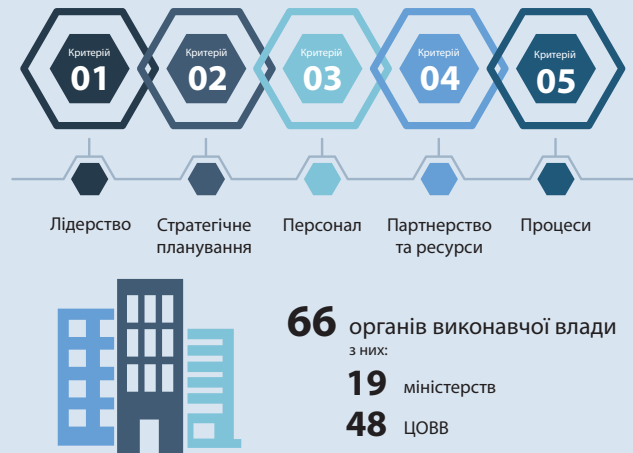 Критерій
01
Критерій
02
Критерій
03
Критерій
04
Критерій
05
Лідерство
Стратегічне
планування
Персонал
Партнерство
та ресурси
Процеси
66 органів виконавчої влади
з них:
19 міністерств
48 ЦОВВ